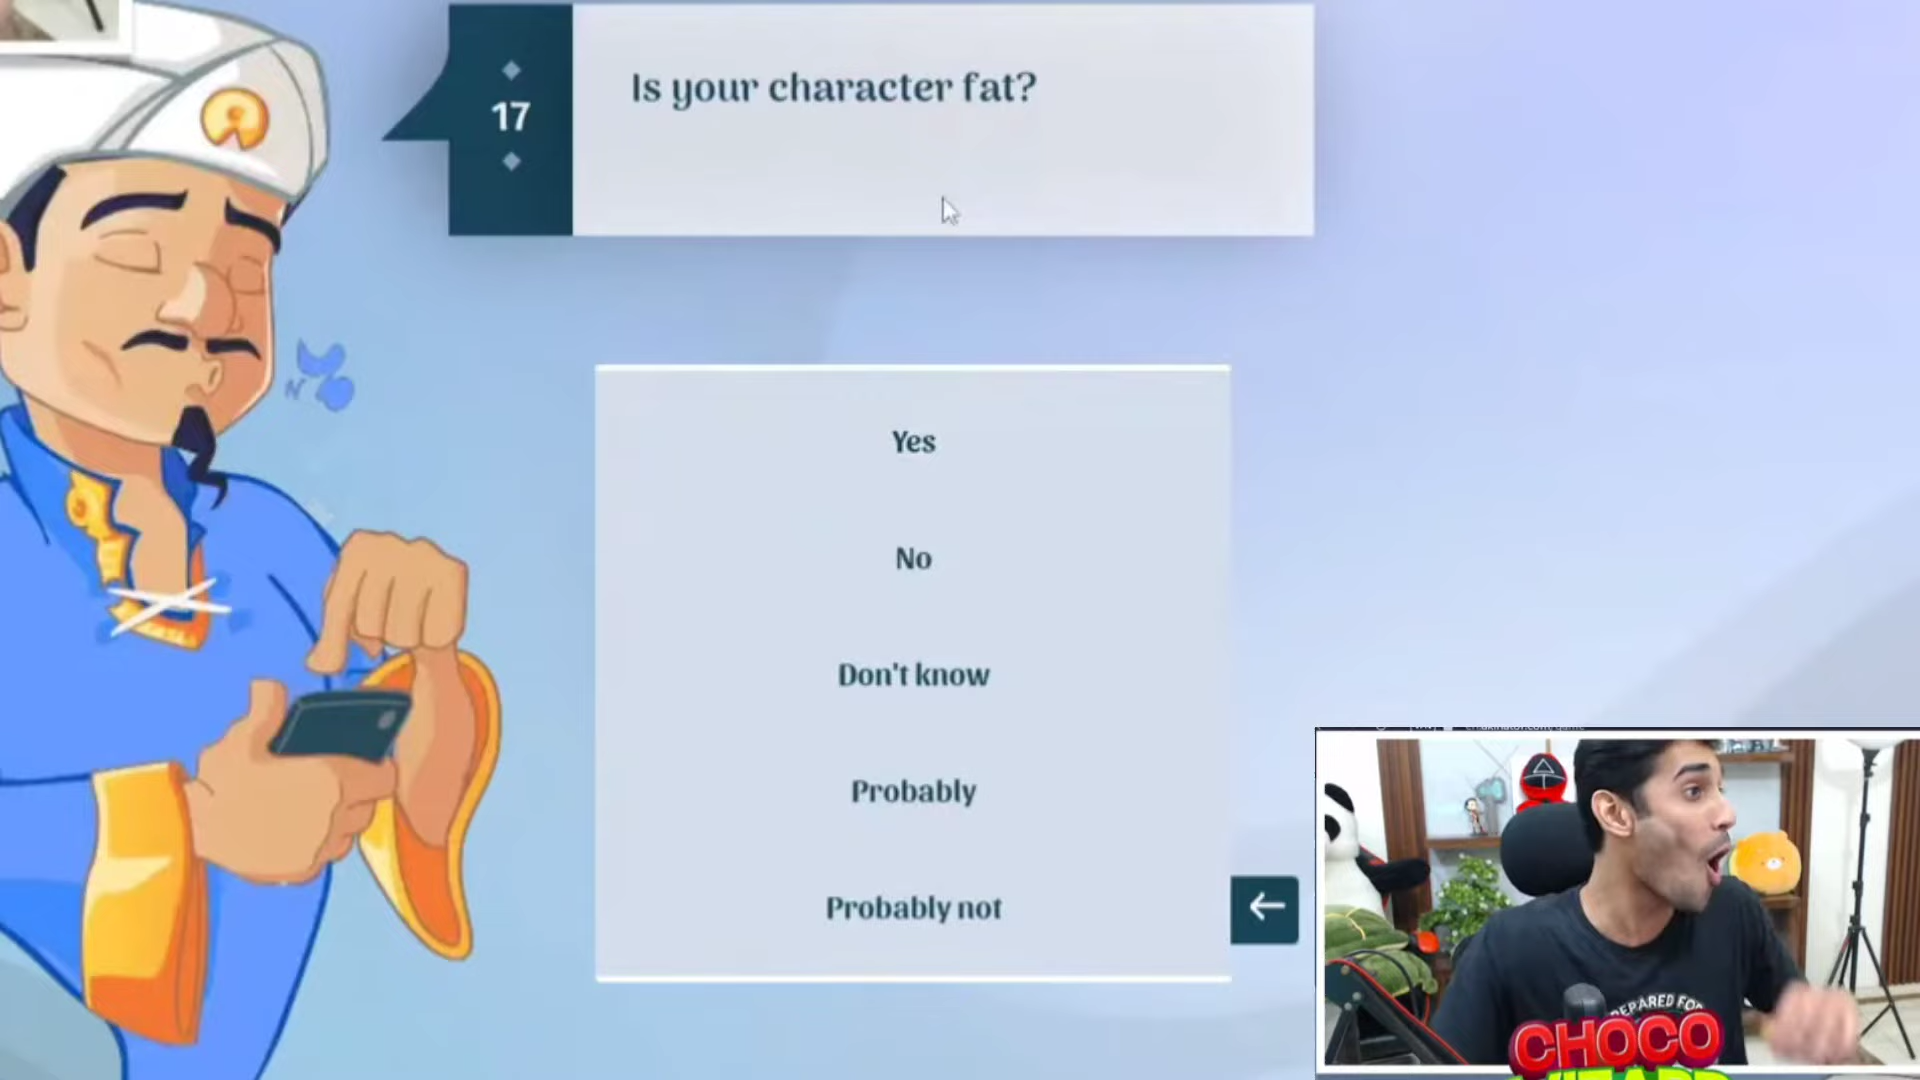 17
Is your character fat?
Yes
No
Don't know
Probably
Probably not
CHOCO